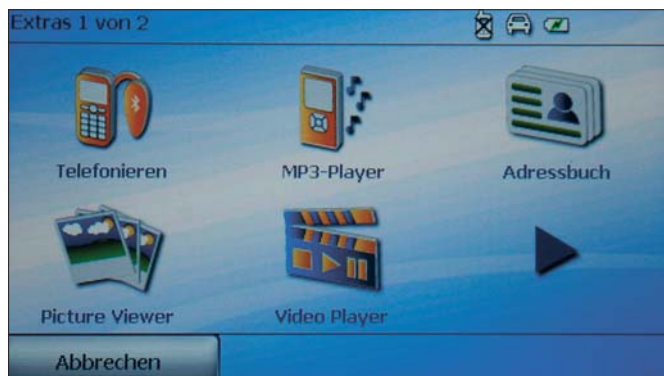 Extras 1 von 2
Telefonieren
MP3-Player
Adressbuch
Picture Viewer
Video Player
Abbrechen